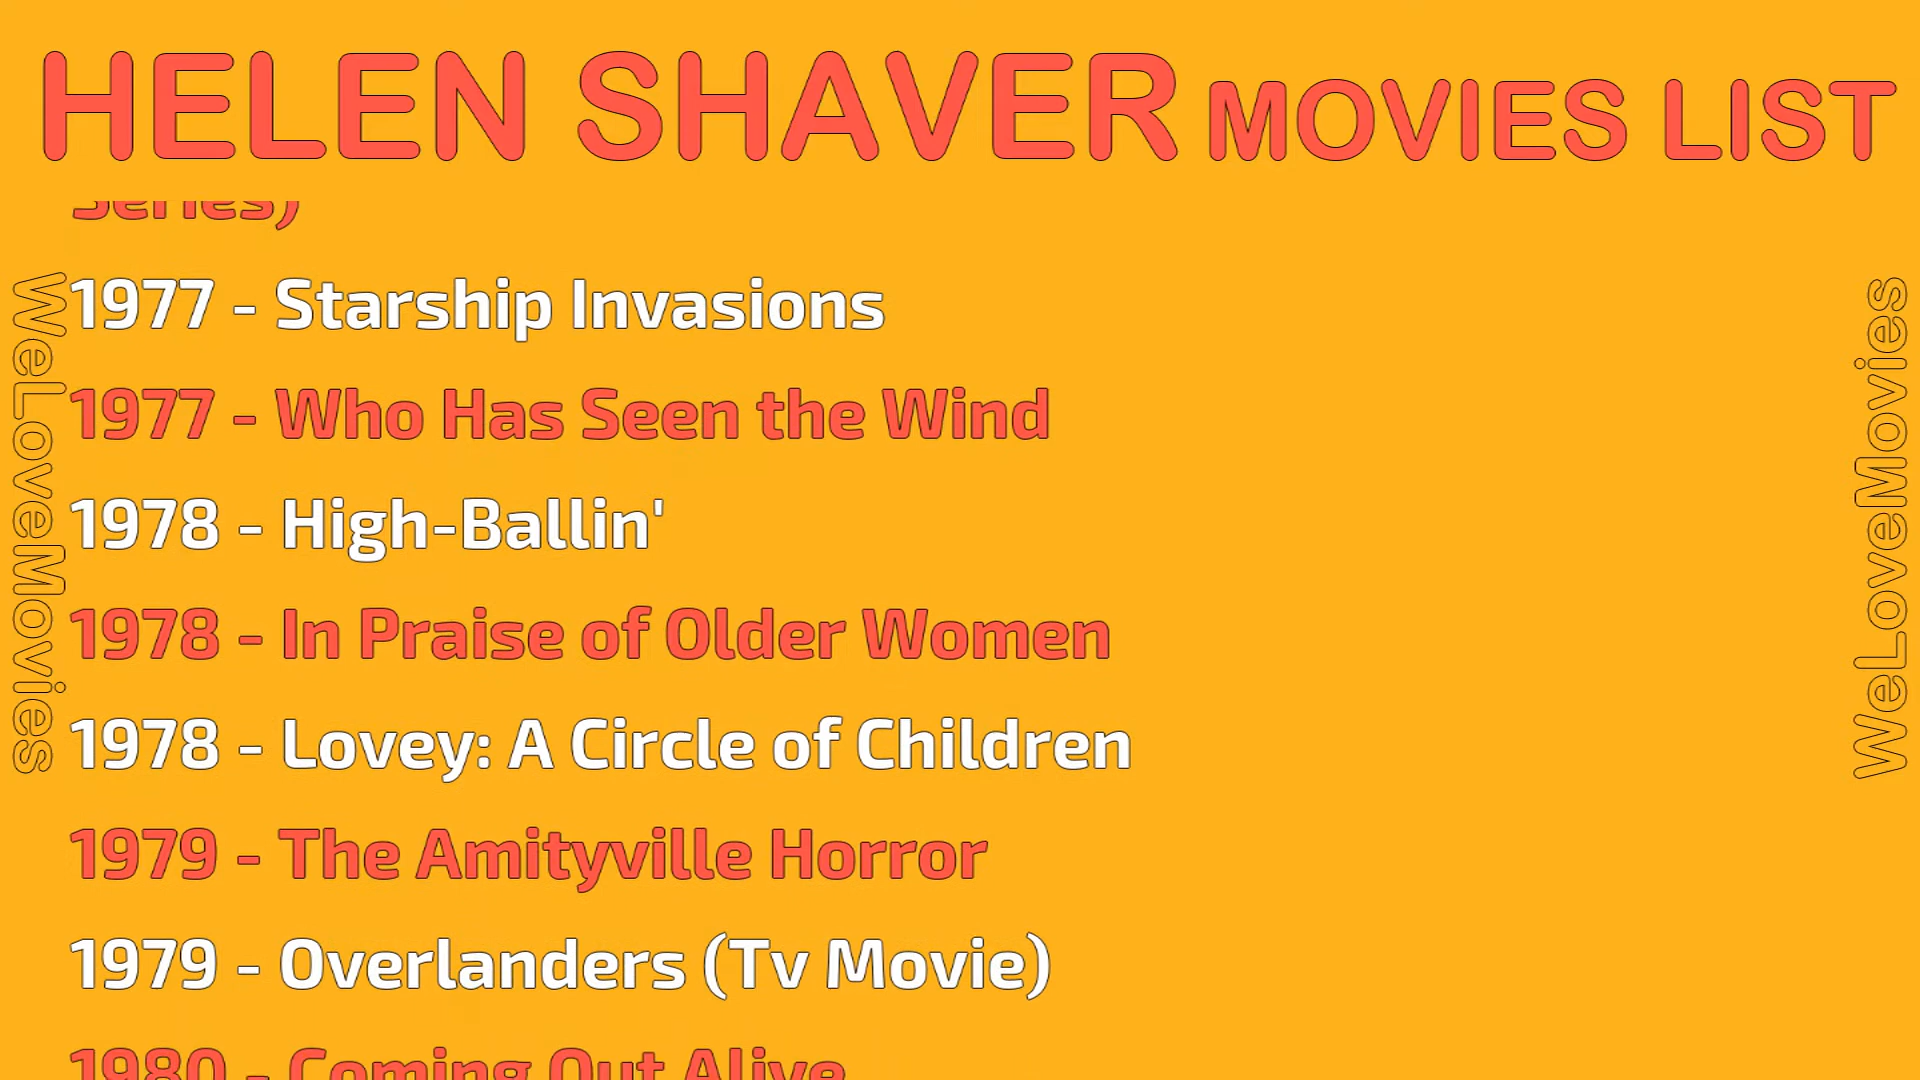 HELEN SHAVER MOVIES LIST
Series)
1977 - Starship Invasions
1977 - Who Has Seen the Wind
1978 - High-Ballin'
1978 - In Praise of Older Women
1978 - Lovey: A Circle of Children
1979 - The Amityville Horror
1979 - Overlanders (Tv Movie)
1980 - Coming Out Alive
WeLoveMovies
WeLoveMovies